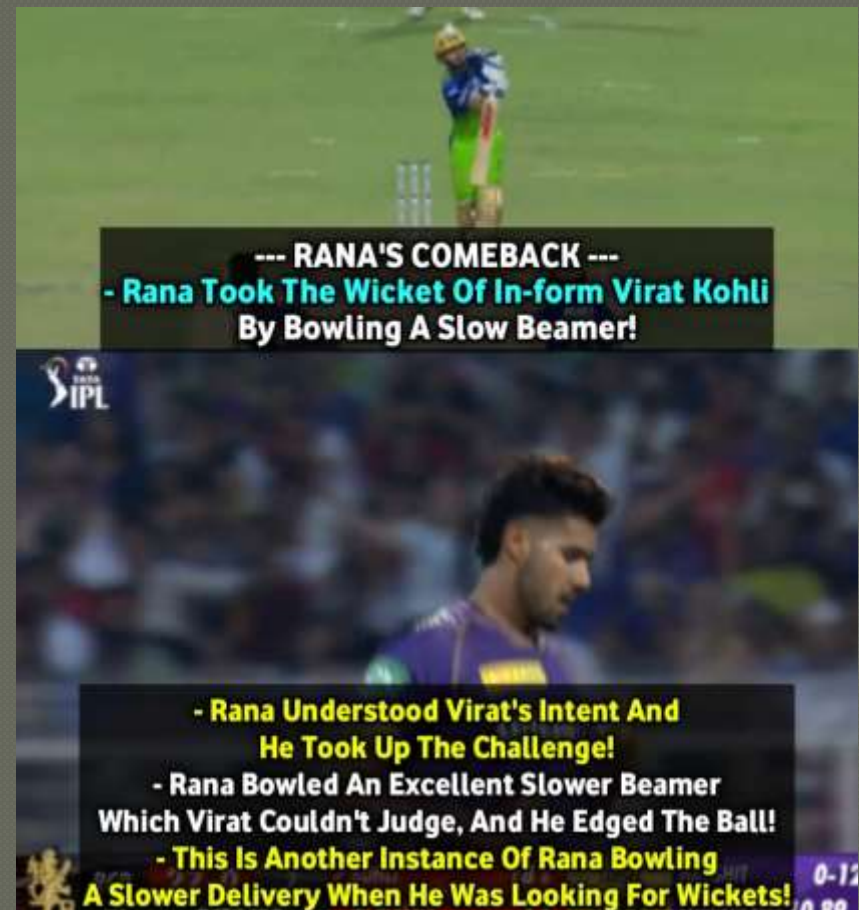 --- RANA'S COMEBACK ---
- Rana Took The Wicket Of In-form Virat Kohli
By Bowling A Slow Beamer!
TATA
IPL
- Rana Understood Virat's Intent And
He Took Up The Challenge!
- Rana Bowled An Excellent Slower Beamer
Which Virat Couldn't Judge, And He Edged The Ball!
- This Is Another Instance Of Rana Bowling
A Slower Delivery When He Was Looking For Wickets!